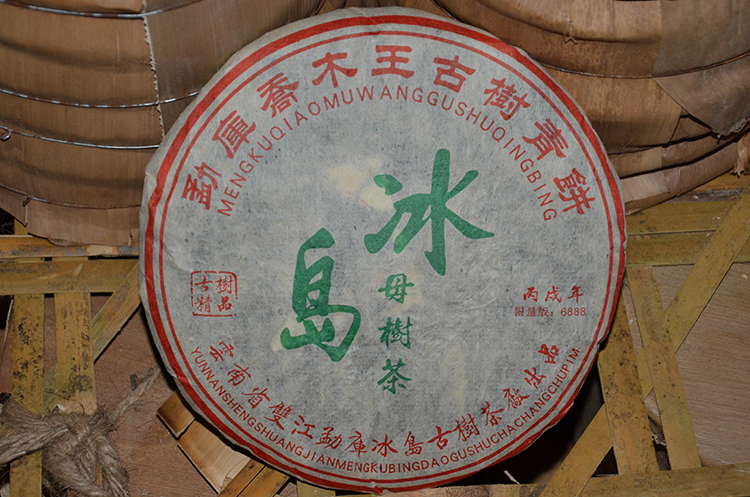 勐庫喬木王古樹青餅
MENGKUQIAOMUWANGGUSHUQINGBING
冰島
母樹茶
古樹
精品
丙戌年
限量版：6888
雲南省雙江勐庫冰島古樹茶廠出品
YUNNANSHENGSHUANGJIANMENGKUBINGDAOGUSHUCHACHANGCHUPIM